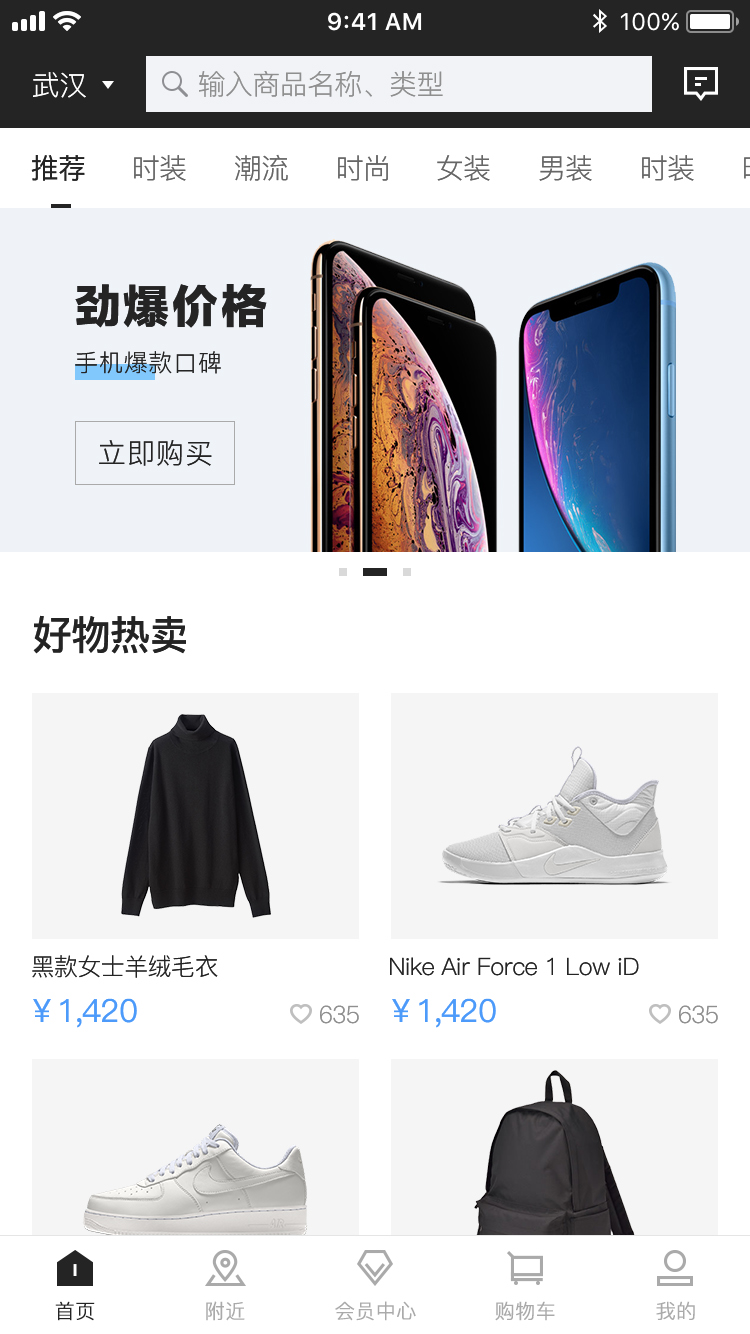 9:41 AM 100%
武汉 输入商品名称、类型
推荐 时装 潮流 时尚 女装 男装 时装
劲爆价格
手机爆款口碑
立即购买
好物热卖
黑款女士羊绒毛衣 Nike Air Force 1 Low iD
¥ 1,420 635 ¥ 1,420 635
首页 附近 会员中心 购物车 我的